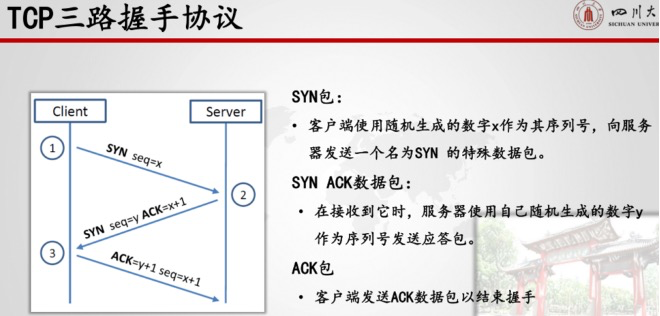 TCP三路握手协议
四川大
SICHUAN UNIVER
Client
Server
1
SYN seq=x
2
SYN seq=y ACK=x+1
3
ACK=y+1 seq=x+1
SYN包:
• 客户端使用随机生成的数字x作为其序列号，向服务
器发送一个名为SYN 的特殊数据包。
SYN ACK数据包:
• 在接收到它时，服务器使用自己随机生成的数字y
作为序列号发送应答包。
ACK包
• 客户端发送ACK数据包以结束握手